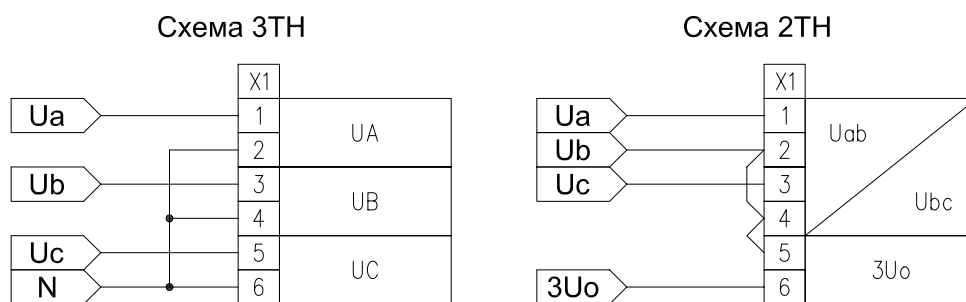 Схема 3ТН
X1
Ua 1 UA
2
Ub 3 UB
4
Uc 5 UC
N 6
Схема 2ТН
X1
Ua 1 Uab
Ub 2
Uc 3 Ubc
4
5 3Uo
3Uo 6